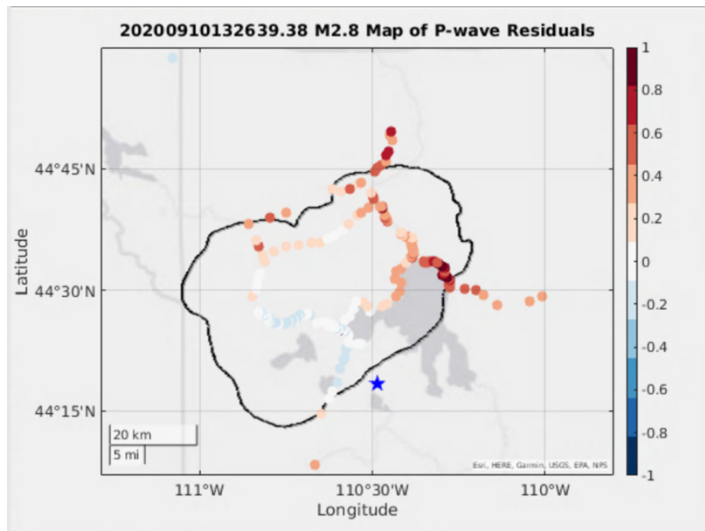 20200910132639.38 M2.8 Map of P-wave Residuals
1
0.8
0.6
0.4
0.2
0
-0.2
-0.4
-0.6
-0.8
-1
44°45'N
44°30'N
44°15'N
Latitude
20 km
5 mi
Esri, HERE, Garmin, USGS, EPA, NPS
111°W
110°30'W
110°W
Longitude